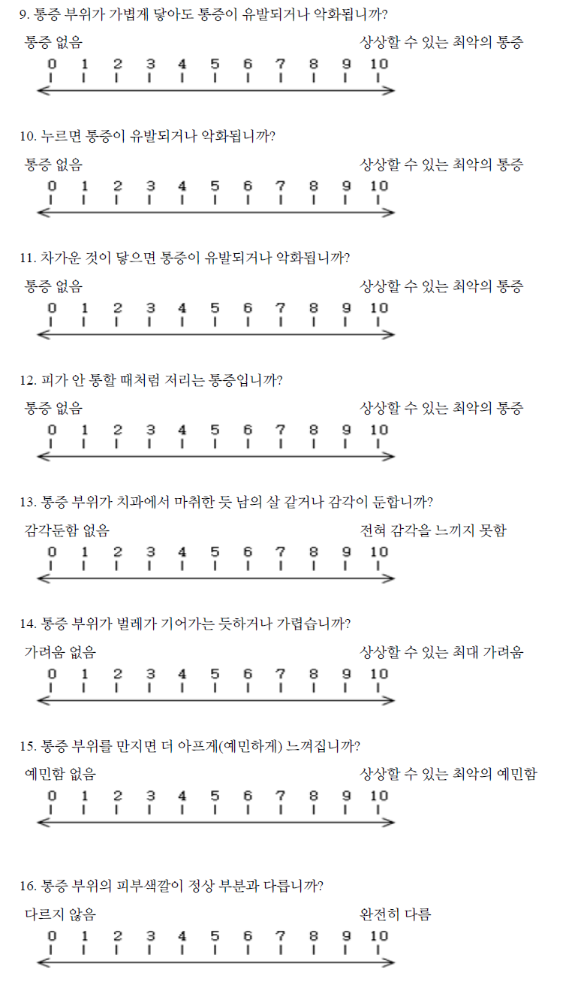 9. 통증 부위가 가볍게 닿아도 통증이 유발되거나 악화됩니까?
통증 없음 상상할 수 있는 최악의 통증
0 1 2 3 4 5 6 7 8 9 10
10. 누르면 통증이 유발되거나 악화됩니까?
통증 없음 상상할 수 있는 최악의 통증
0 1 2 3 4 5 6 7 8 9 10
11. 차가운 것이 닿으면 통증이 유발되거나 악화됩니까?
통증 없음 상상할 수 있는 최악의 통증
0 1 2 3 4 5 6 7 8 9 10
12. 피가 안 통할 때처럼 저리는 통증입니까?
통증 없음 상상할 수 있는 최악의 통증
0 1 2 3 4 5 6 7 8 9 10
13. 통증 부위가 치과에서 마취한 듯 남의 살 같거나 감각이 둔합니까?
감각둔함 없음 전혀 감각을 느끼지 못함
0 1 2 3 4 5 6 7 8 9 10
14. 통증 부위가 벌레가 기어가는 듯하거나 가렵습니까?
가려움 없음 상상할 수 있는 최대 가려움
0 1 2 3 4 5 6 7 8 9 10
15. 통증 부위를 만지면 더 아프게(예민하게) 느껴집니까?
예민함 없음 상상할 수 있는 최악의 예민함
0 1 2 3 4 5 6 7 8 9 10
16. 통증 부위의 피부색깔이 정상 부분과 다릅니까?
다르지 않음 완전히 다름
0 1 2 3 4 5 6 7 8 9 10